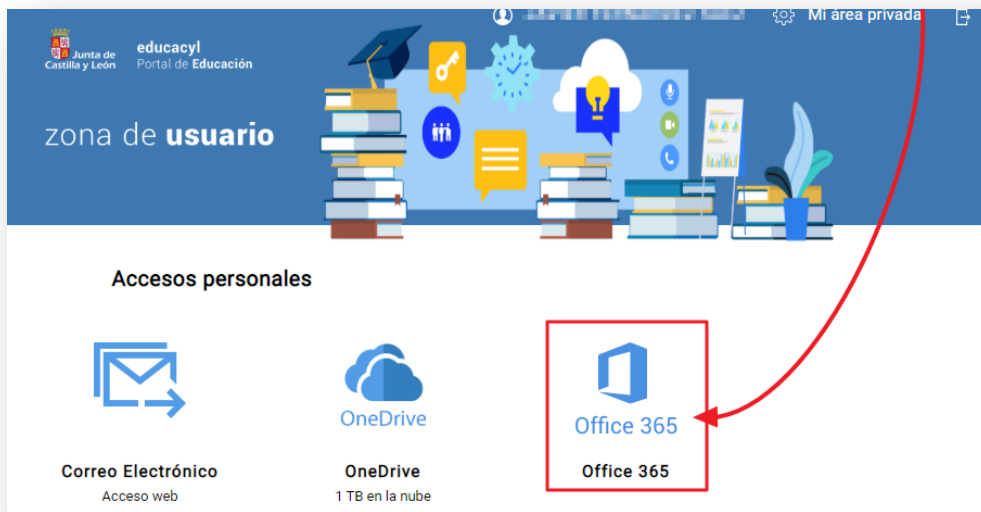 Mi área privada
Junta de
Castilla y León
educacyl
Portal de Educación
zona de usuario
Accesos personales
OneDrive
Office 365
Correo Electrónico
OneDrive
Office 365
Acceso web
1 TB en la nube